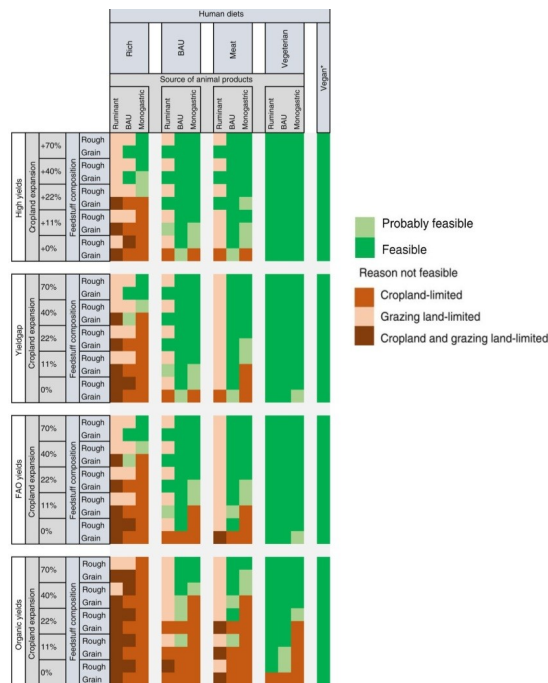 Human diets
Rich
BAU
Meat
Vegeterian
Vegan*
Source of animal products
Ruminant
BAU
Monogastric
Ruminant
BAU
Monogastric
Ruminant
BAU
Monogastric
Ruminant
BAU
Monogastric
High yields
Cropland expansion
+70%
+40%
+22%
+11%
+0%
Feedstuff composition
Rough
Grain
Rough
Grain
Rough
Grain
Rough
Grain
Rough
Grain
Yieldgap
Cropland expansion
70%
40%
22%
11%
0%
Feedstuff composition
Rough
Grain
Rough
Grain
Rough
Grain
Rough
Grain
Rough
Grain
FAO yields
Cropland expansion
70%
40%
22%
11%
0%
Feedstuff composition
Rough
Grain
Rough
Grain
Rough
Grain
Rough
Grain
Rough
Grain
Organic yields
Cropland expansion
70%
40%
22%
11%
0%
Feedstuff composition
Rough
Grain
Rough
Grain
Rough
Grain
Rough
Grain
Rough
Grain
Probably feasible
Feasible
Reason not feasible
Cropland-limited
Grazing land-limited
Cropland and grazing land-limited